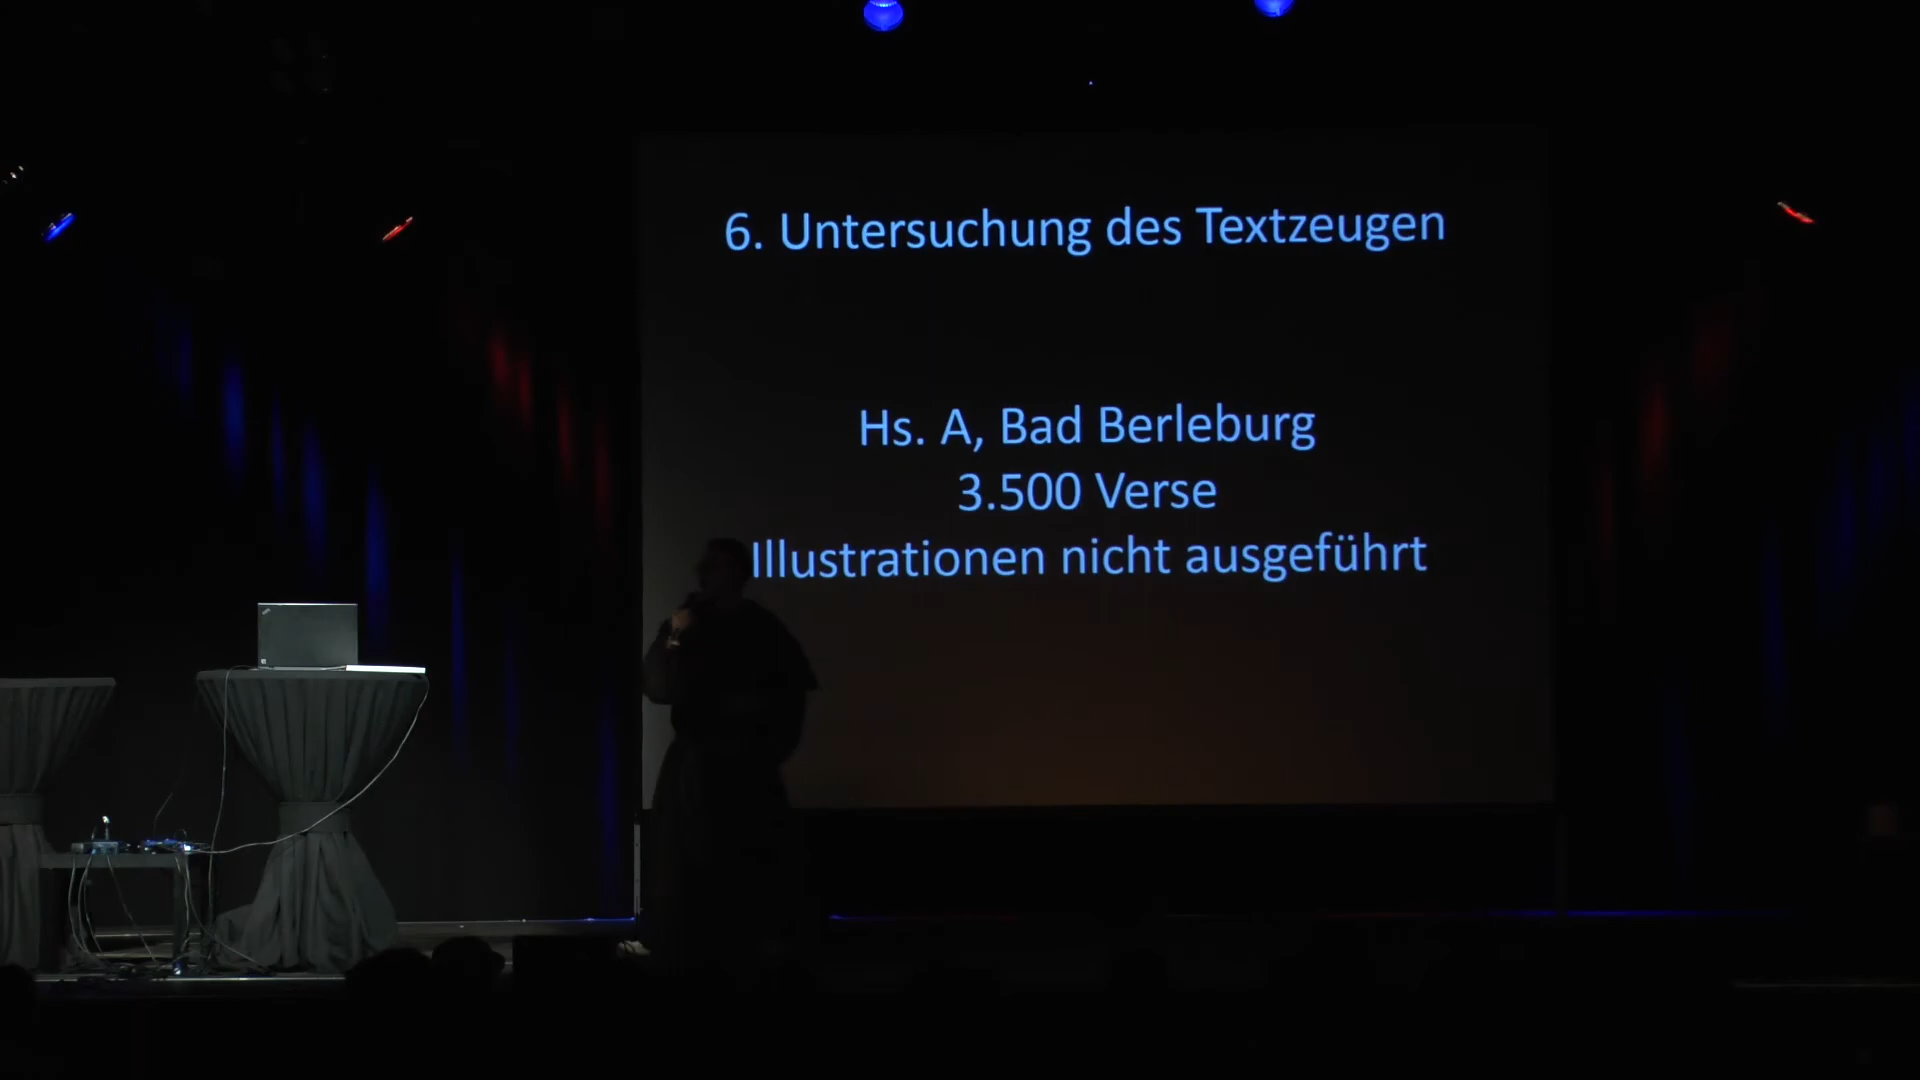 6. Untersuchung des Textzeugen
Hs. A, Bad Berleburg
3.500 Verse
Illustrationen nicht ausgeführt